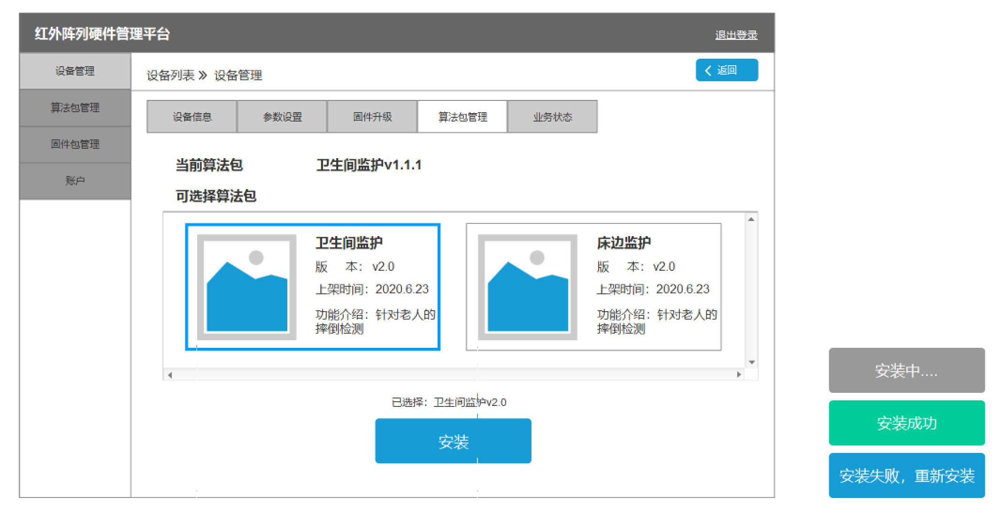 红外阵列硬件管理平台
退出登录
设备管理
算法包管理
固件包管理
账户
设备列表 » 设备管理
返回
设备信息
参数设置
固件升级
算法包管理
业务状态
当前算法包 卫生间监护v1.1.1
可选择算法包
卫生间监护
版 本： v2.0
上架时间：2020.6.23
功能介绍：针对老人的
摔倒检测
床边监护
版 本： v2.0
上架时间：2020.6.23
功能介绍：针对老人的
摔倒检测
已选择：卫生间监护v2.0
安装
安装中....
安装成功
安装失败，重新安装